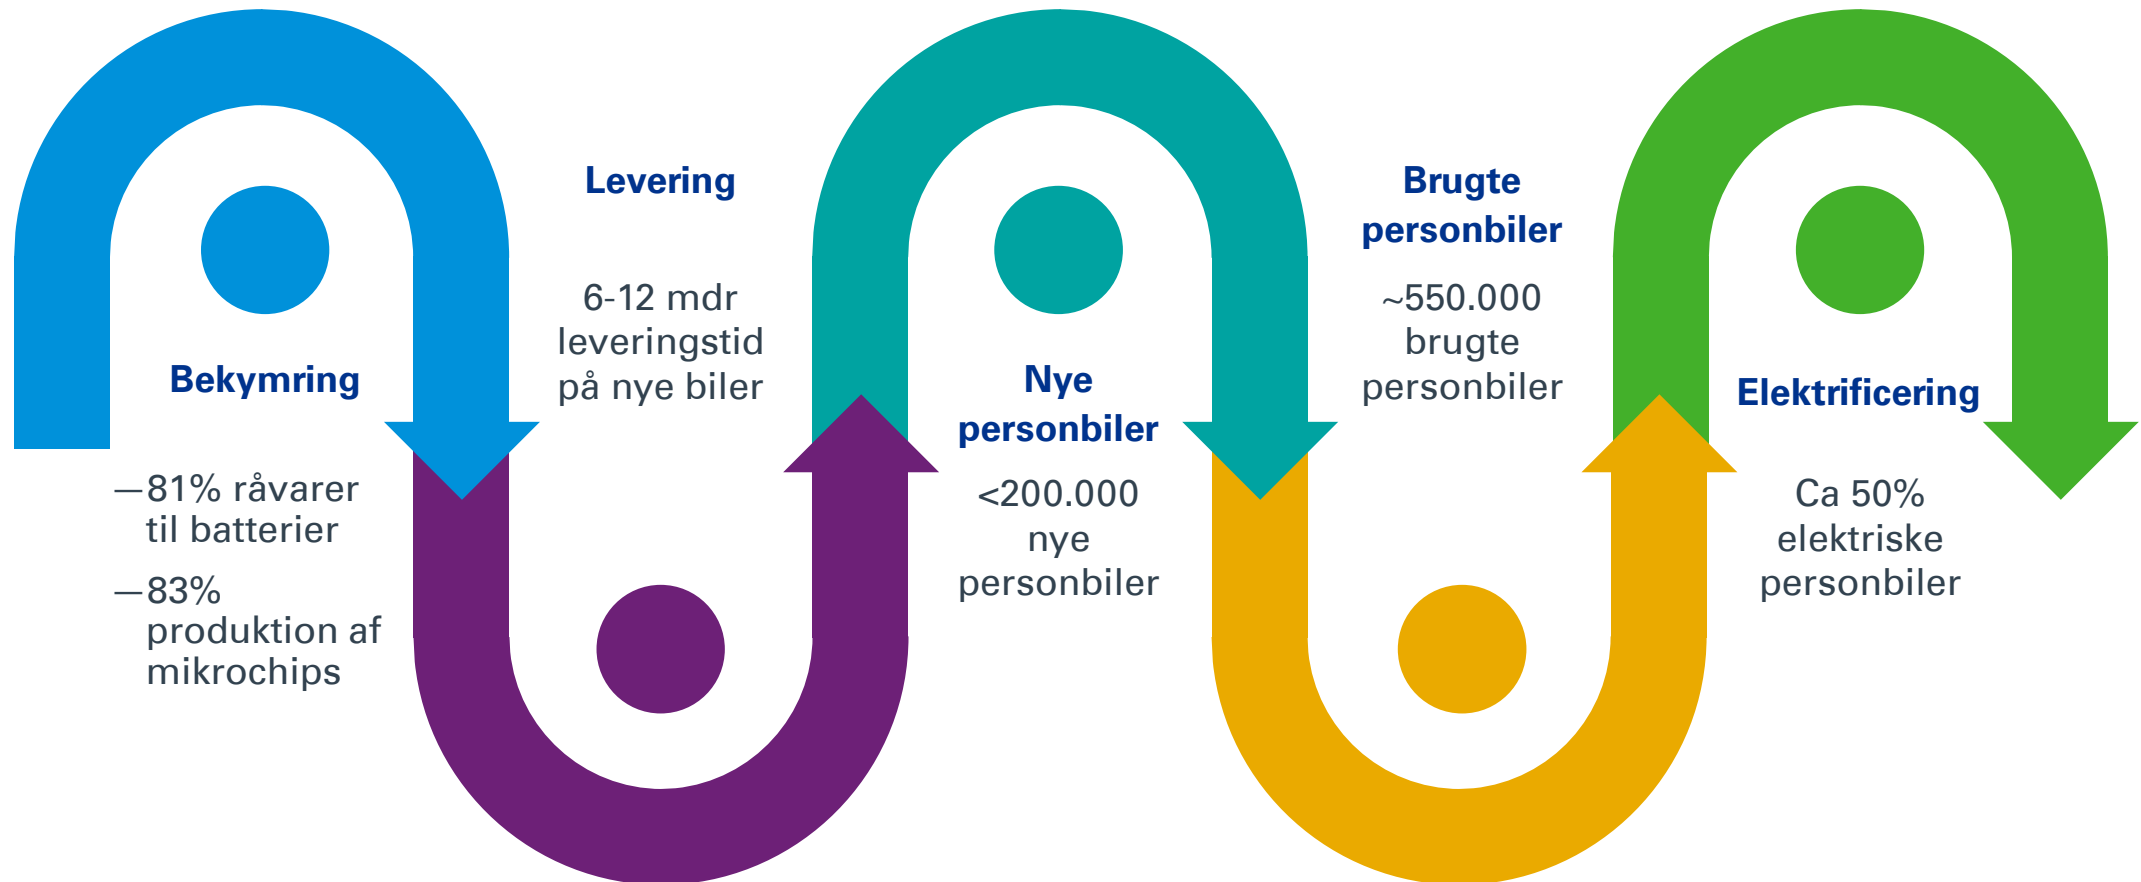 Bekymring
—81% råvarer
til batterier
—83%
produktion af
mikrochips
Levering
6-12 mdr
leveringstid
på nye biler
Nye
personbiler
<200.000
nye
personbiler
Brugte
personbiler
~550.000
brugte
personbiler
Elektrificering
Ca 50%
elektriske
personbiler